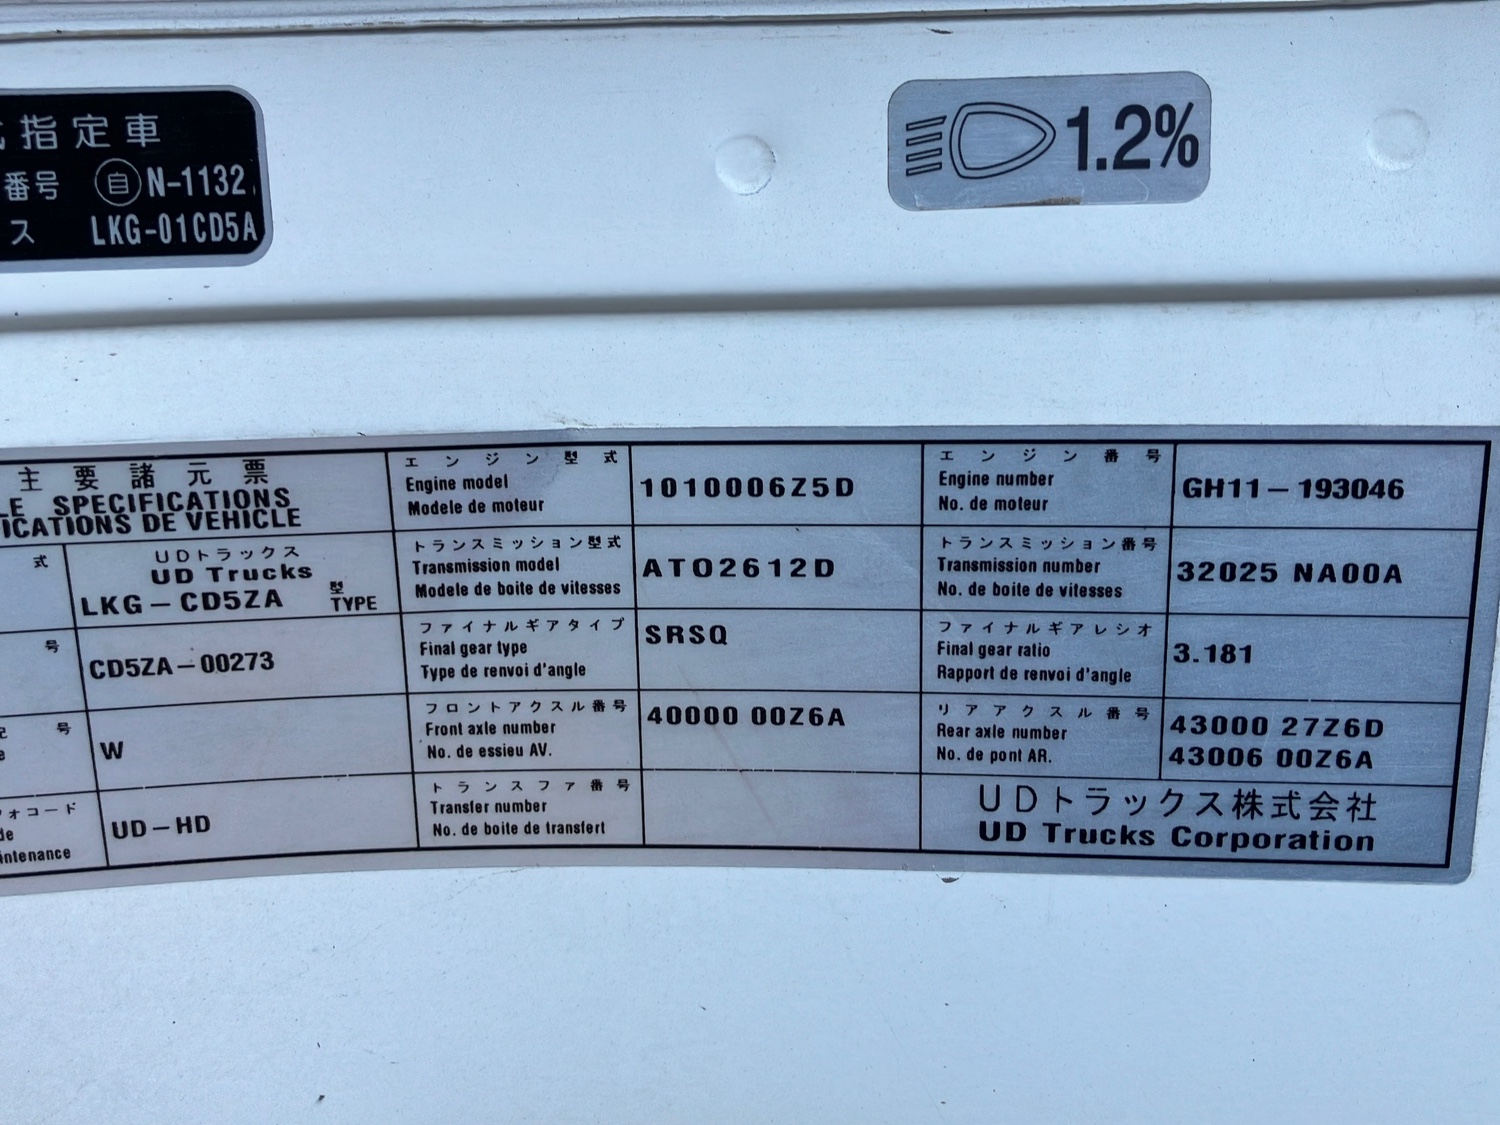 式指定車
番号 自 N-1132
ス LKG-01CD5A
1.2%
主要諸元票
LE SPECIFICATIONS
ICATIONS DE VEHICLE
式
UDトラックス
UD Trucks
LKG-CD5ZA 型 TYPE
号
CD5ZA-00273
記号
e
W
フォコード
de
aintenance
UD-HD
エンジン型式
Engine model
Modele de moteur
1010006Z5D
エンジン番号
Engine number
No. de moteur
GH11-193046
トランスミッション型式
Transmission model
Modele de boite de vitesses
ATO2612D
トランスミッション番号
Transmission number
No. de boite de vitesses
32025 NA00A
ファイナルギアタイプ
Final gear type
Type de renvoi d'angle
SRSQ
ファイナルギアレシオ
Final gear ratio
Rapport de renvoi d'angle
3.181
フロントアクスル番号
Front axle number
No. de essieu AV.
40000 00Z6A
リアアクスル番号
Rear axle number
No. de pont AR.
43000 27Z6D
43006 00Z6A
トランスファ番号
Transfer number
No. de boite de transfert
UDトラックス株式会社
UD Trucks Corporation